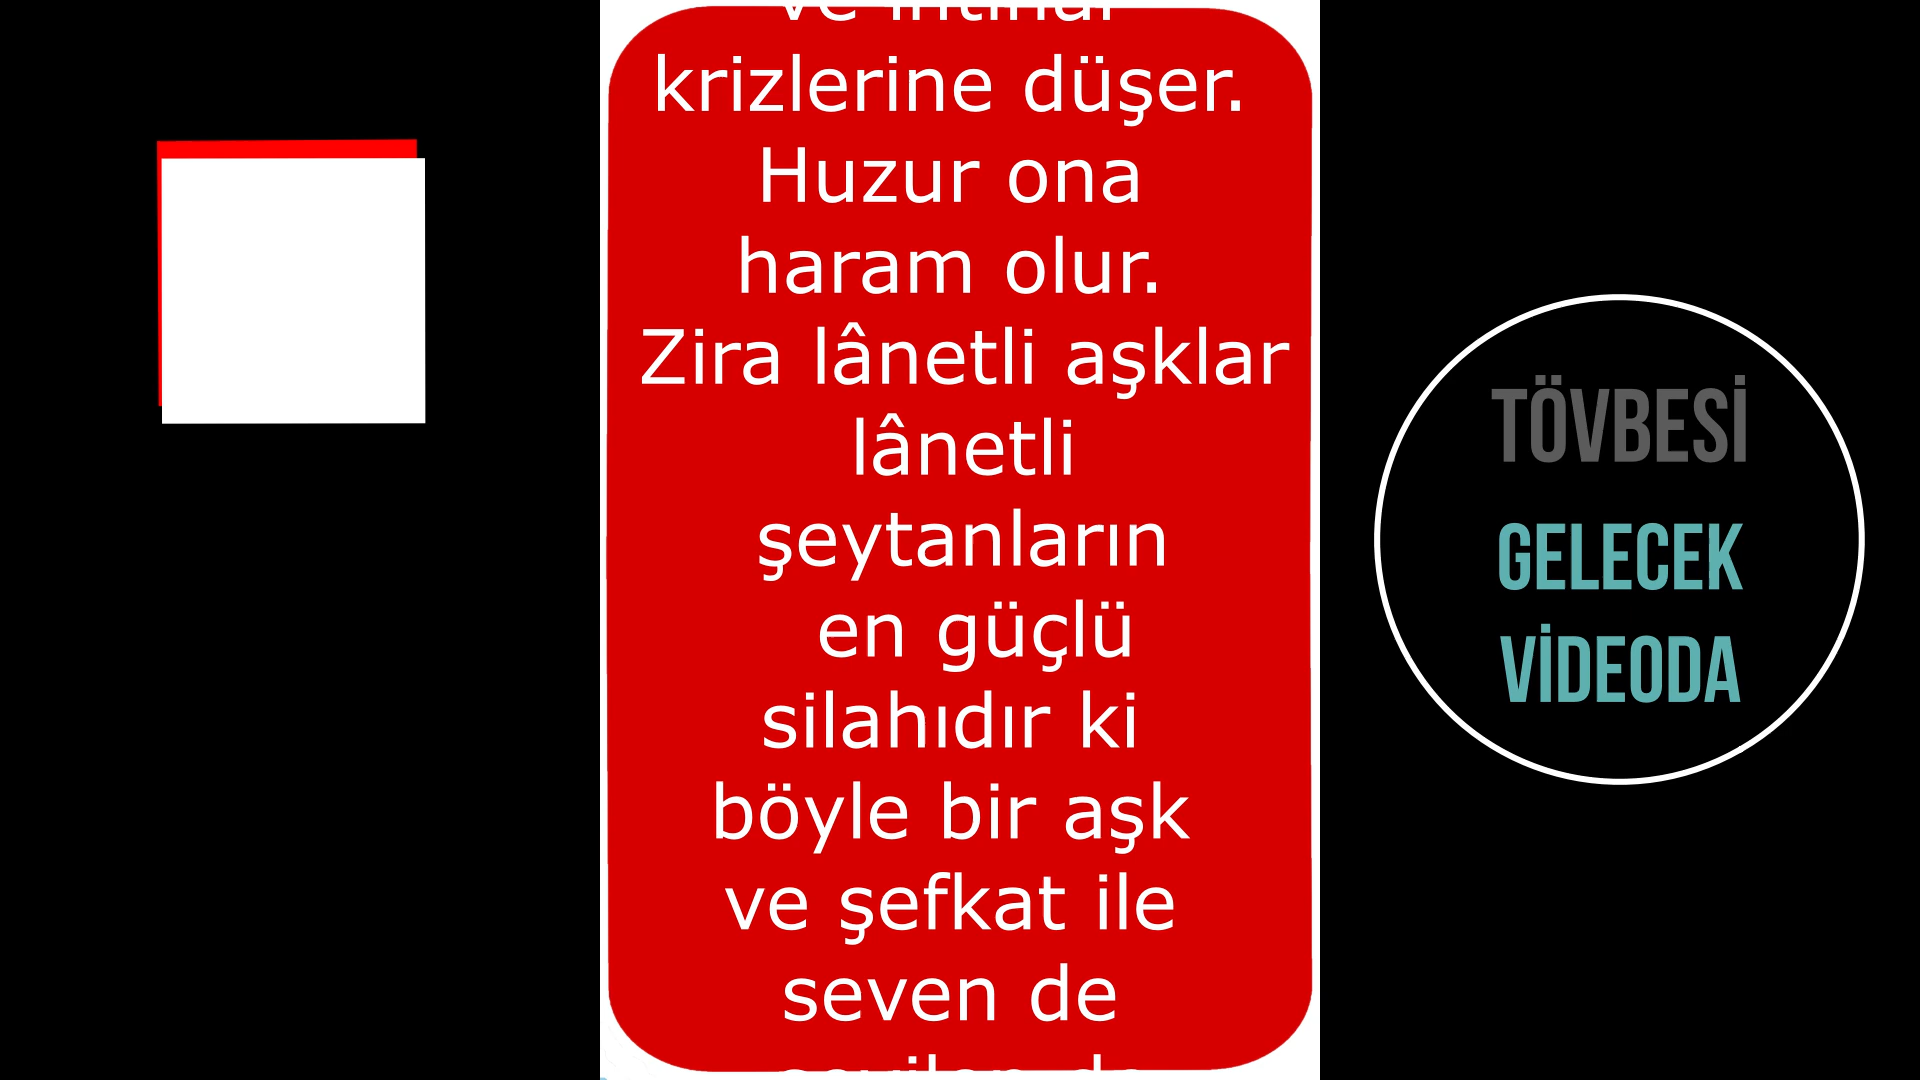 krizlerine düşer.
Huzur ona
haram olur.
Zira lânetli aşklar
lânetli
şeytanların
en güçlü
silahıdır ki
böyle bir aşk
ve şefkat ile
seven de
TÖVBESİ
GELECEK
VİDEODA